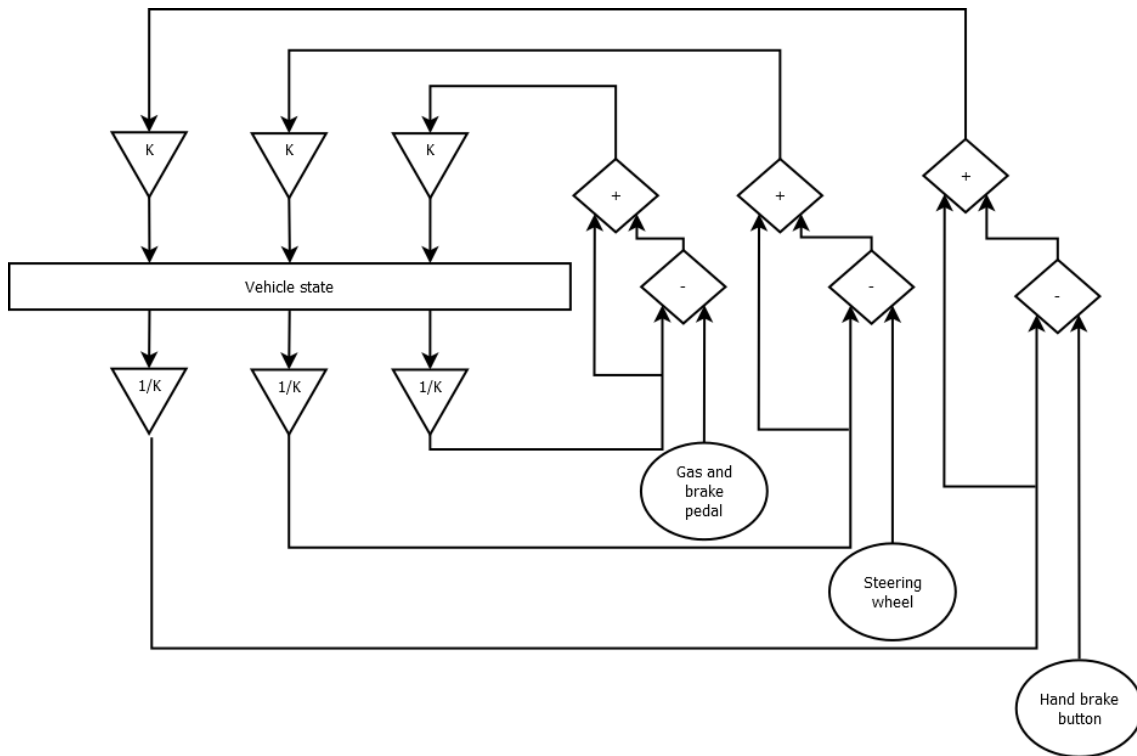 K
K
K
+
+
+
Vehicle state
-
-
-
1/K
1/K
1/K
Gas and
brake
pedal
Steering
wheel
Hand brake
button